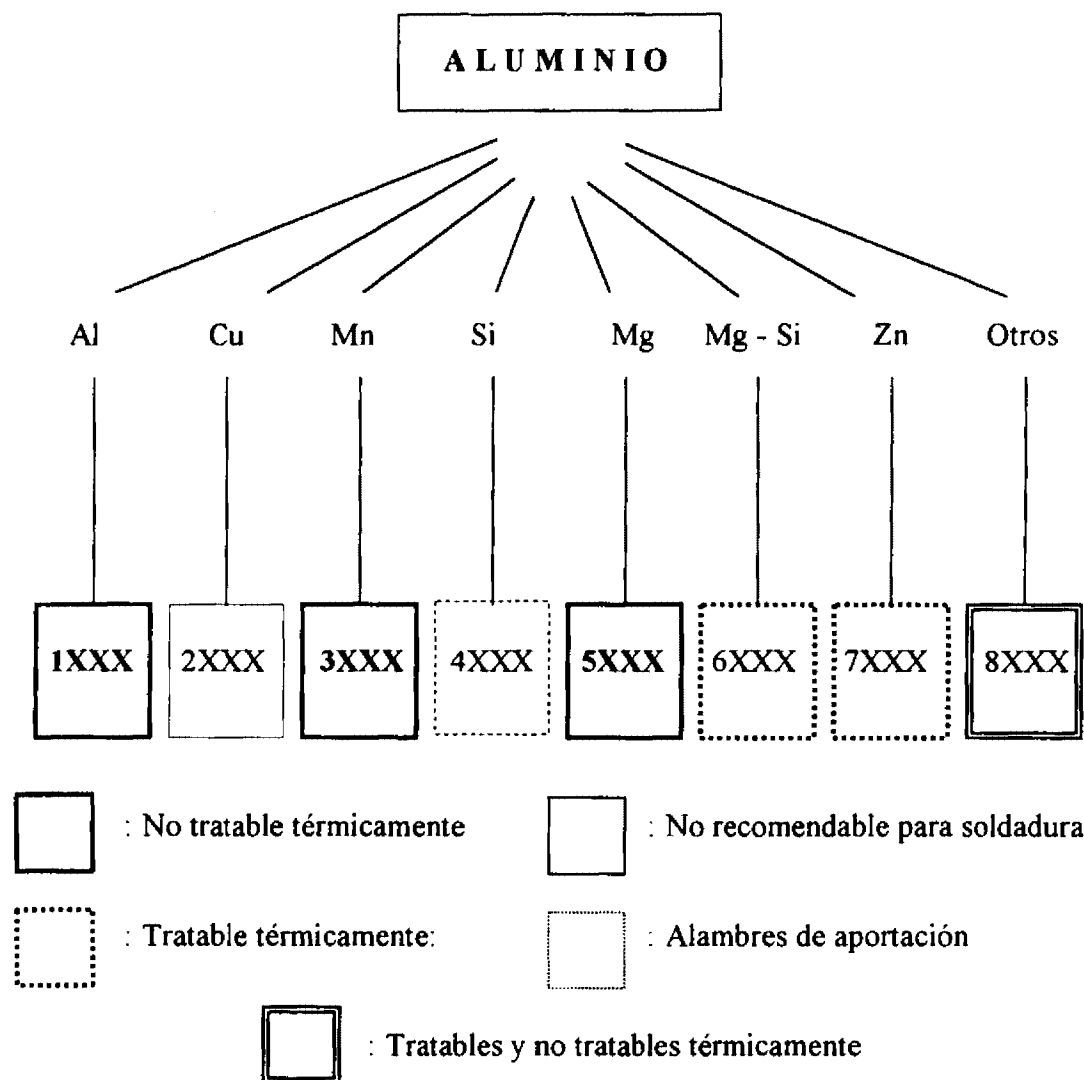 ALUMINIO
Al Cu Mn Si Mg Mg - Si Zn Otros
1XXX 2XXX 3XXX 4XXX 5XXX 6XXX 7XXX 8XXX
: No tratable térmicamente : No recomendable para soldadura
: Tratable térmicamente: : Alambres de aportación
: Tratables y no tratables térmicamente